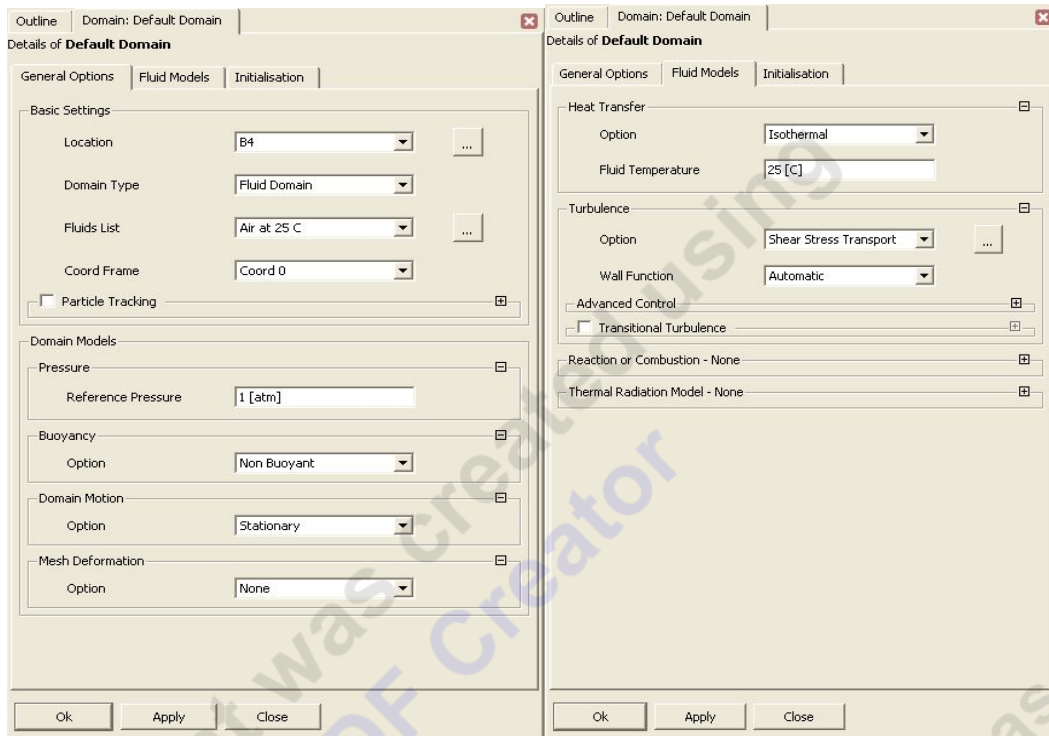 Outline Domain: Default Domain
Details of Default Domain
General Options Fluid Models Initialisation
Basic Settings
Location B4 ...
Domain Type Fluid Domain
Fluids List Air at 25 C ...
Coord Frame Coord 0
Particle Tracking
Domain Models
Pressure
Reference Pressure 1 [atm]
Buoyancy
Option Non Buoyant
Domain Motion
Option Stationary
Mesh Deformation
Option None
Ok Apply Close
Outline Domain: Default Domain
Details of Default Domain
General Options Fluid Models Initialisation
Heat Transfer
Option Isothermal
Fluid Temperature 25 [C]
Turbulence
Option Shear Stress Transport ...
Wall Function Automatic
Advanced Control
Transitional Turbulence
Reaction or Combustion - None
Thermal Radiation Model - None
Ok Apply Close
was created using
Creator